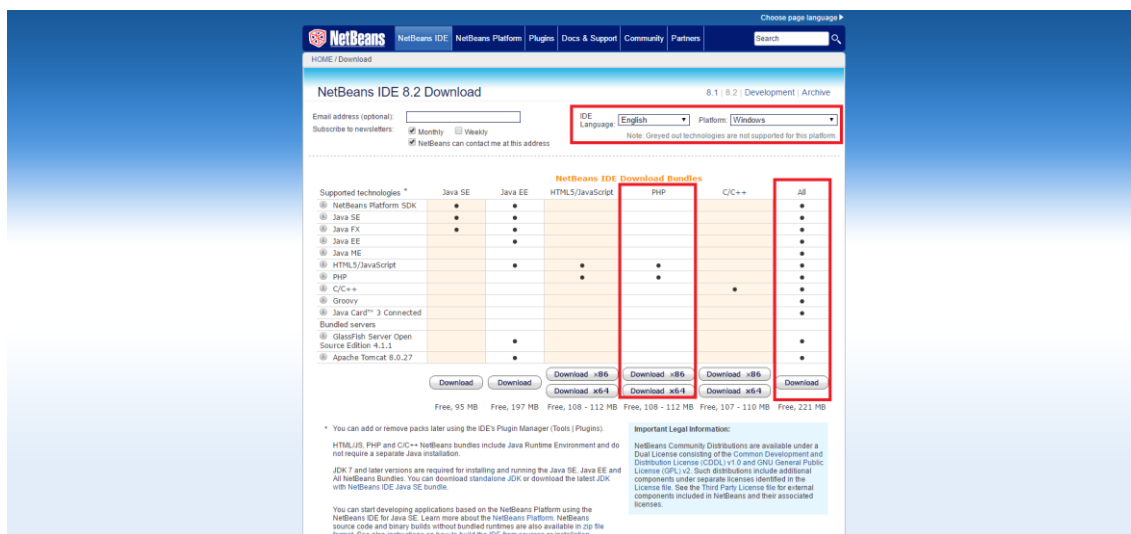 Choose page language
NetBeans NetBeans IDE NetBeans Platform Plugins Docs & Support Community Partners Search
HOME / Download
NetBeans IDE 8.2 Download 8.1 | 8.2 | Development | Archive
Email address (optional): IDE Language: English Platform: Windows
Subscribe to newsletters: Monthly Weekly Note: Greyed out technologies are not supported for this platform.
NetBeans can contact me at this address
NetBeans IDE Download Bundles
Supported technologies * Java SE Java EE HTML5/JavaScript PHP C/C++ All
NetBeans Platform SDK • • •
Java SE • • •
Java FX • • •
Java EE • •
Java ME •
HTML5/JavaScript • • • •
PHP • • •
C/C++ • •
Groovy •
Java Card™ 3 Connected •
Bundled servers
GlassFish Server Open
Source Edition 4.1.1 • •
Apache Tomcat 8.0.27 • •
Download x86 Download x86 Download x86
Download Download Download
Download x64 Download x64 Download x64
Free, 95 MB Free, 197 MB Free, 108 - 112 MB Free, 108 - 112 MB Free, 107 - 110 MB Free, 221 MB
* You can add or remove packs later using the IDE's Plugin Manager (Tools | Plugins).
HTML/JS, PHP and C/C++ NetBeans bundles include Java Runtime Environment and do
not require a separate Java installation.
JDK 7 and later versions are required for installing and running the Java SE, Java EE and
All NetBeans Bundles. You can download standalone JDK or download the latest JDK
with NetBeans IDE Java SE bundle.
You can start developing applications based on the NetBeans Platform using the
NetBeans IDE for Java SE. Learn more about the NetBeans Platform. NetBeans
source code and binary builds without bundled runtimes are also available in zip file
format. See also instructions on how to build the IDE from sources or installation
Important Legal Information:
NetBeans Community Distributions are available under a
Dual License consisting of the Common Development and
Distribution License (CDDL) v1.0 and GNU General Public
License (GPL) v2. Such distributions include additional
components under separate licenses identified in the
License file. See the Third Party License file for external
components included in NetBeans and their associated
licenses.